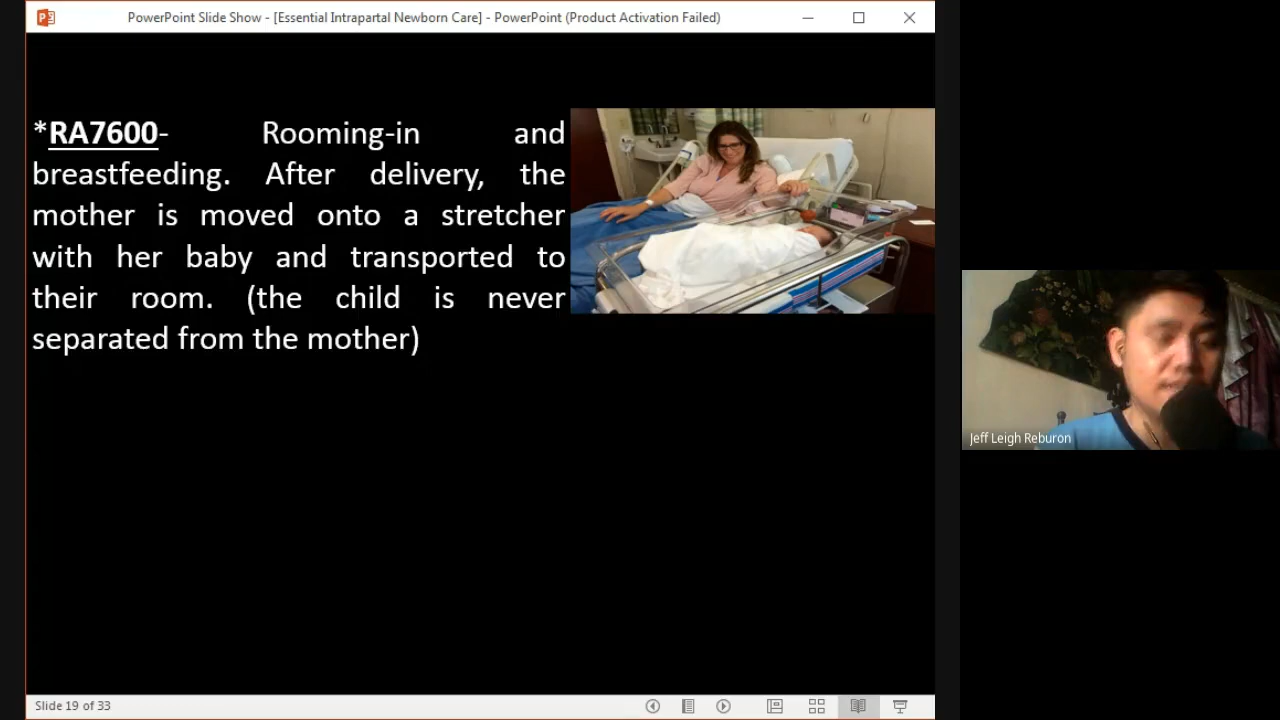 PowerPoint Slide Show - [Essential Intrapartal Newborn Care] - PowerPoint (Product Activation Failed)
*RA7600- Rooming-in and
breastfeeding. After delivery, the
mother is moved onto a stretcher
with her baby and transported to
their room. (the child is never
separated from the mother)
Jeff Leigh Reburon
Slide 19 of 33